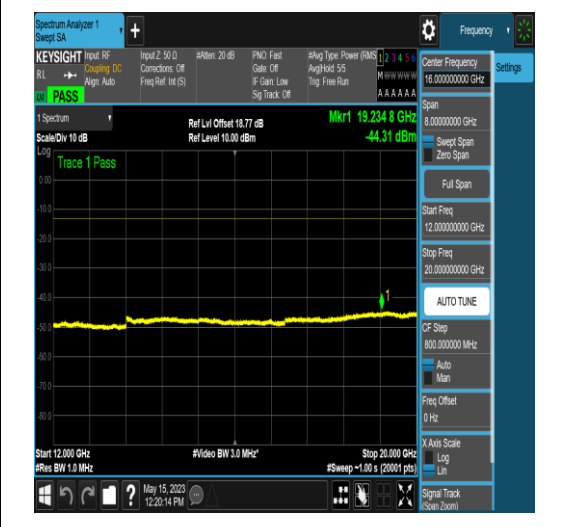 Spectrum Analyzer 1
Swept SA
+
Frequency
KEYSIGHT
RL
Input: RF
Coupling: DC
Align: Auto
Input Z: 50 Ω
Corrections: Off
Freq Ref: Int (S)
#Atten: 20 dB
PNO: Fast
Gate: Off
IF Gain: Low
Sig Track: Off
#Avg Type: Power (RMS
Avg|Hold: 5/5
Trig: Free Run
1 2 3 4 5 6
M W W W W W
A A A A A A
PASS
1 Spectrum
Scale/Div 10 dB
Ref Lvl Offset 18.77 dB
Ref Level 10.00 dBm
Mkr1 19.234 8 GHz
-44.31 dBm
Log
Trace 1 Pass
0.00
-10.0
-20.0
-30.0
-40.0
-50.0
-60.0
-70.0
-80.0
1
Start 12.000 GHz
#Res BW 1.0 MHz
#Video BW 3.0 MHz*
Stop 20.000 GHz
#Sweep ~1.00 s (20001 pts)
May 15, 2023
12:20:14 PM
?
Center Frequency
16.000000000 GHz
Span
8.00000000 GHz
Swept Span
Zero Span
Full Span
Start Freq
12.000000000 GHz
Stop Freq
20.000000000 GHz
AUTO TUNE
CF Step
800.000000 MHz
Auto
Man
Freq Offset
0 Hz
X Axis Scale
Log
Lin
Signal Track
(Span Zoom)
Settings